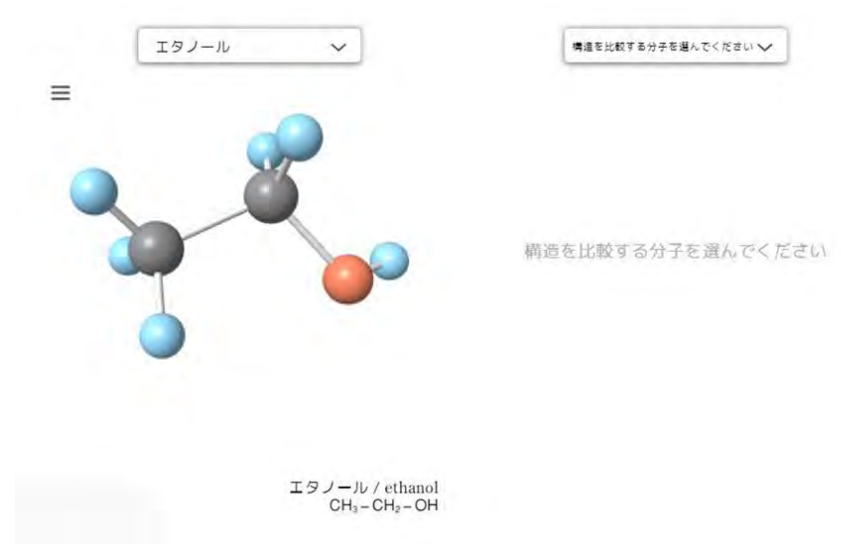 エタノール
構造を比較する分子を選んでください
構造を比較する分子を選んでください
エタノール / ethanol
CH₃–CH₂–OH